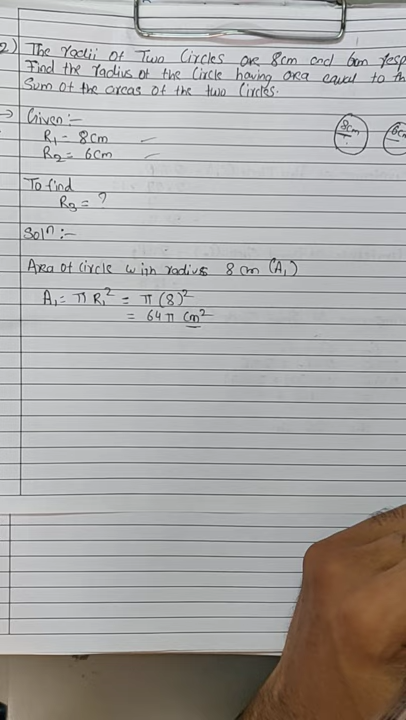 2) The radii of Two Circles are 8cm and 6cm resp
Find the radius of the Circle having area equal to th
Sum of the areas of the two Circles.
→ Given :-
R₁ = 8cm
R₂ = 6cm
8cm
6cm
To find
R₃ = ?
Solⁿ :-
Area of circle with radius 8 cm (A₁)
A₁ = π R₁² = π (8)²
= 64 π cm²